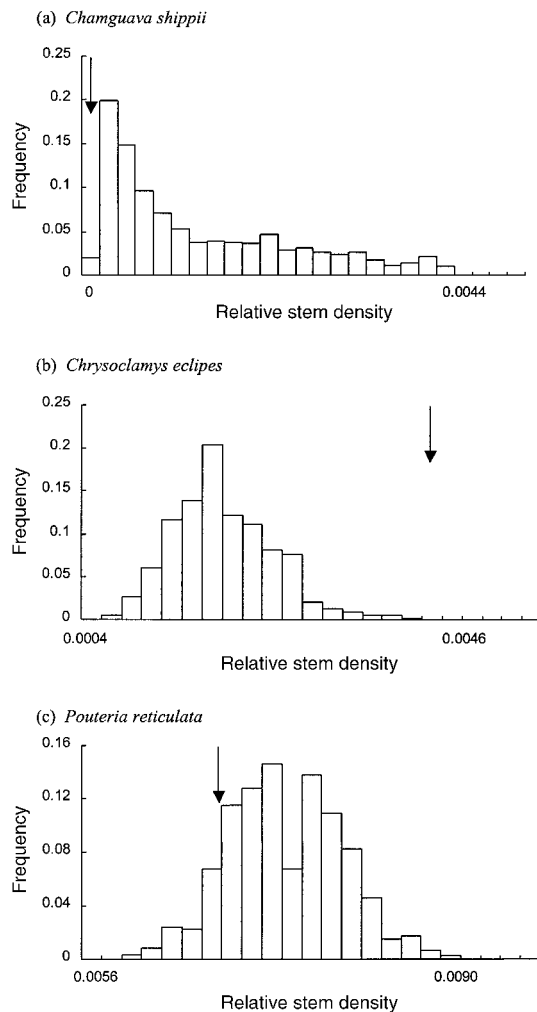 (a) Chamguava shippii
0.25
0.2
0.15
0.1
0.05
0
Frequency
0
0.0044
Relative stem density
(b) Chrysoclamys eclipes
0.25
0.2
0.15
0.1
0.05
0
Frequency
0.0004
0.0046
Relative stem density
(c) Pouteria reticulata
0.16
0.12
0.08
0.04
0
Frequency
0.0056
0.0090
Relative stem density